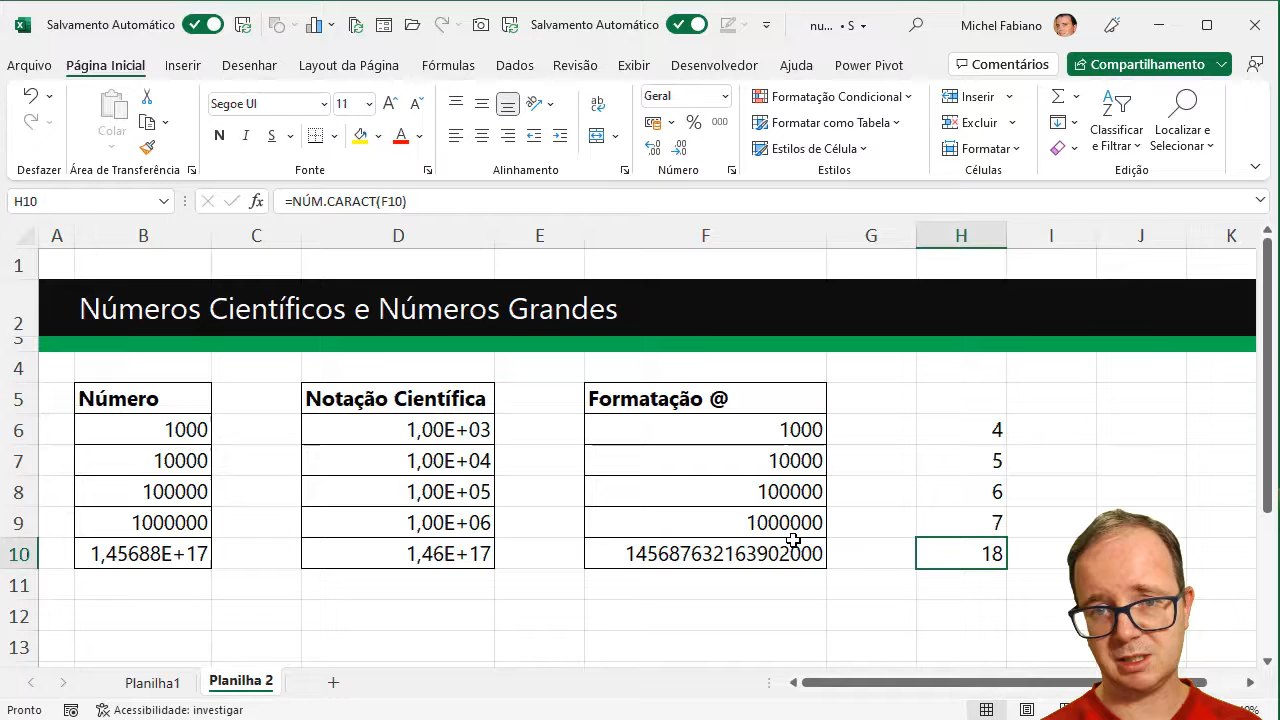 Salvamento Automático
Salvamento Automático
nu... • S
Michel Fabiano
Arquivo
Página Inicial
Inserir
Desenhar
Layout da Página
Fórmulas
Dados
Revisão
Exibir
Desenvolvedor
Ajuda
Power Pivot
Comentários
Compartilhamento
Colar
Desfazer
Área de Transferência
Segoe UI
11
A A
N I S
A
Fonte
ab
c
Alinhamento
Geral
% 000
Número
Formatação Condicional
Formatar como Tabela
Estilos de Célula
Estilos
Inserir
Excluir
Formatar
Células
Classificar
e Filtrar
Localizar e
Selecionar
Edição
H10
fx
=NÚM.CARACT(F10)
A B C D E F G H I J K
1
2 Números Científicos e Números Grandes
3
4
5 Número Notação Científica Formatação @
6 1000 1,00E+03 1000 4
7 10000 1,00E+04 10000 5
8 100000 1,00E+05 100000 6
9 1000000 1,00E+06 1000000 7
10 1,45688E+17 1,46E+17 145687632163902000 18
11
12
13
Planilha1
Planilha 2
Pronto
Acessibilidade: investigar